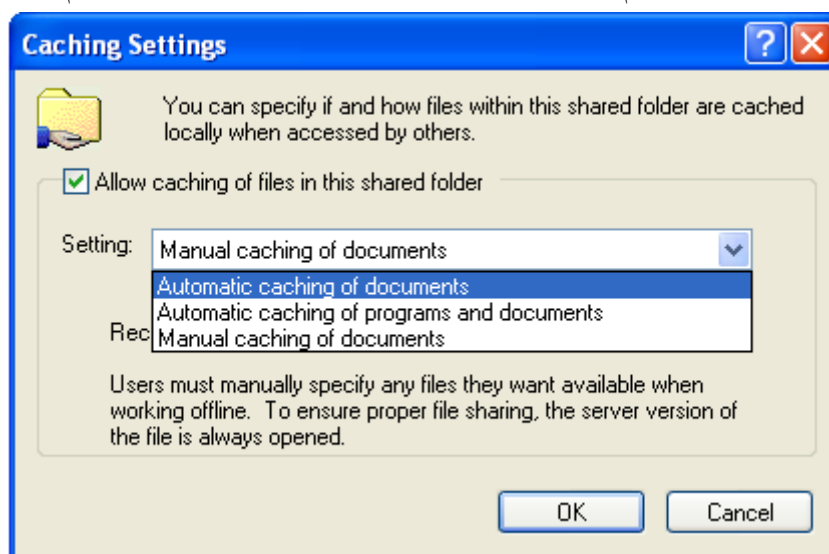 Caching Settings
You can specify if and how files within this shared folder are cached
locally when accessed by others.
Allow caching of files in this shared folder
Setting:
Manual caching of documents
Automatic caching of documents
Automatic caching of programs and documents
Rec
Manual caching of documents
Users must manually specify any files they want available when
working offline. To ensure proper file sharing, the server version of
the file is always opened.
OK
Cancel